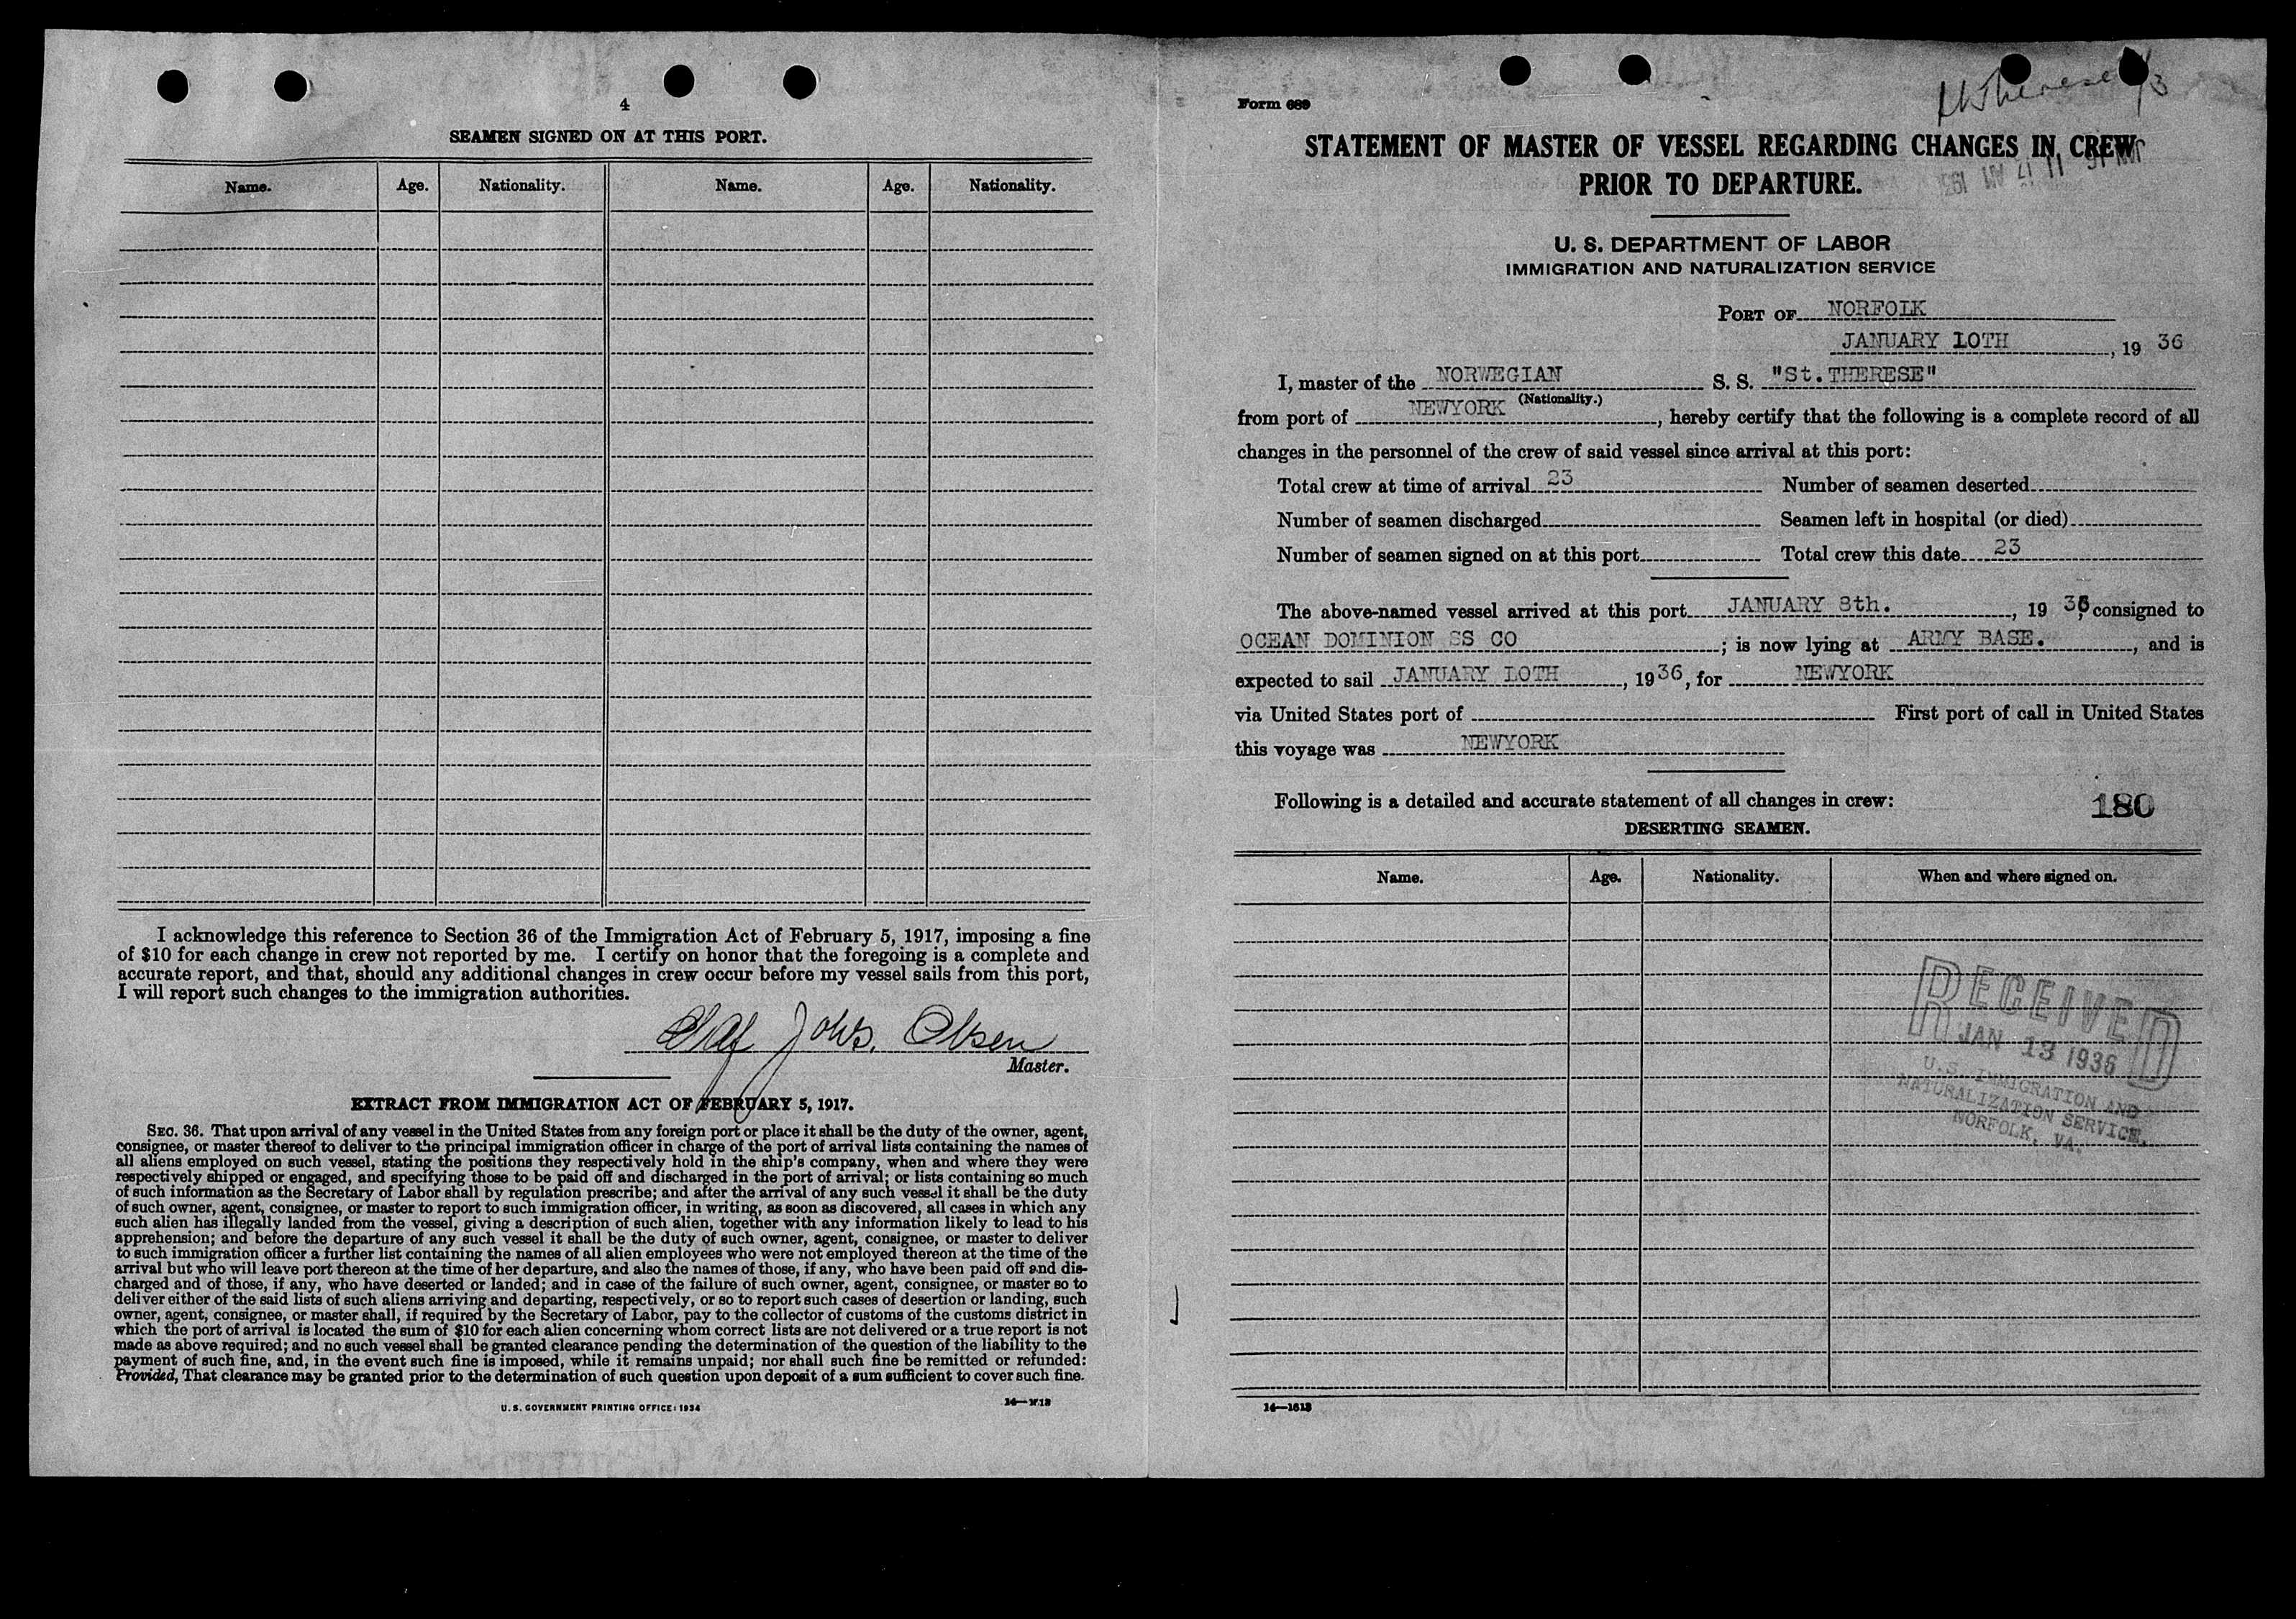 4
SEAMEN SIGNED ON AT THIS PORT.
Name. Age. Nationality. Name. Age. Nationality.
I acknowledge this reference to Section 36 of the Immigration Act of February 5, 1917, imposing a fine
of $10 for each change in crew not reported by me. I certify on honor that the foregoing is a complete and
accurate report, and that, should any additional changes in crew occur before my vessel sails from this port,
I will report such changes to the immigration authorities.
Olaf Johs. Olsen
Master.
EXTRACT FROM IMMIGRATION ACT OF FEBRUARY 5, 1917.
SEC. 36. That upon arrival of any vessel in the United States from any foreign port or place it shall be the duty of the owner, agent,
consignee, or master thereof to deliver to the principal immigration officer in charge of the port of arrival lists containing the names of
all aliens employed on such vessel, stating the positions they respectively hold in the ship's company, when and where they were
respectively shipped or engaged, and specifying those to be paid off and discharged in the port of arrival; or lists containing so much
of such information as the Secretary of Labor shall by regulation prescribe; and after the arrival of any such vessel it shall be the duty
of such owner, agent, consignee, or master to report to such immigration officer, in writing, as soon as discovered, all cases in which any
such alien has illegally landed from the vessel, giving a description of such alien, together with any information likely to lead to his
apprehension; and before the departure of any such vessel it shall be the duty of such owner, agent, consignee, or master to deliver
to such immigration officer a further list containing the names of all alien employees who were not employed thereon at the time of the
arrival but who will leave port thereon at the time of her departure, and also the names of those, if any, who have been paid off and dis-
charged and of those, if any, who have deserted or landed; and in case of the failure of such owner, agent, consignee, or master so to
deliver either of the said lists of such aliens arriving and departing, respectively, or so to report such cases of desertion or landing, such
owner, agent, consignee, or master shall, if required by the Secretary of Labor, pay to the collector of customs of the customs district in
which the port of arrival is located the sum of $10 for each alien concerning whom correct lists are not delivered or a true report is not
made as above required; and no such vessel shall be granted clearance pending the determination of the question of the liability to the
payment of such fine, and, in the event such fine is imposed, while it remains unpaid; nor shall such fine be remitted or refunded:
Provided, That clearance may be granted prior to the determination of such question upon deposit of a sum sufficient to cover such fine.
U. S. GOVERNMENT PRINTING OFFICE: 1934
Form 689
Therese
STATEMENT OF MASTER OF VESSEL REGARDING CHANGES IN CREW
PRIOR TO DEPARTURE.
U. S. DEPARTMENT OF LABOR
IMMIGRATION AND NATURALIZATION SERVICE
PORT OF NORFOLK
JANUARY 10TH, 19 36
I, master of the NORWEGIAN S. S. "St.THERESE"
(Nationality.)
from port of NEWYORK, hereby certify that the following is a complete record of all
changes in the personnel of the crew of said vessel since arrival at this port:
Total crew at time of arrival 23 Number of seamen deserted
Number of seamen discharged Seamen left in hospital (or died)
Number of seamen signed on at this port Total crew this date 23
The above-named vessel arrived at this port JANUARY 8th., 19 36, consigned to
OCEAN DOMINION SS CO; is now lying at ARMY BASE., and is
expected to sail JANUARY 10TH, 19 36, for NEWYORK
via United States port of First port of call in United States
this voyage was NEWYORK
Following is a detailed and accurate statement of all changes in crew:
180
DESERTING SEAMEN.
Name. Age. Nationality. When and where signed on.
RECEIVED
JAN 13 1936
U.S. IMMIGRATION AND
NATURALIZATION SERVICE.
NORFOLK, VA.
14—1613